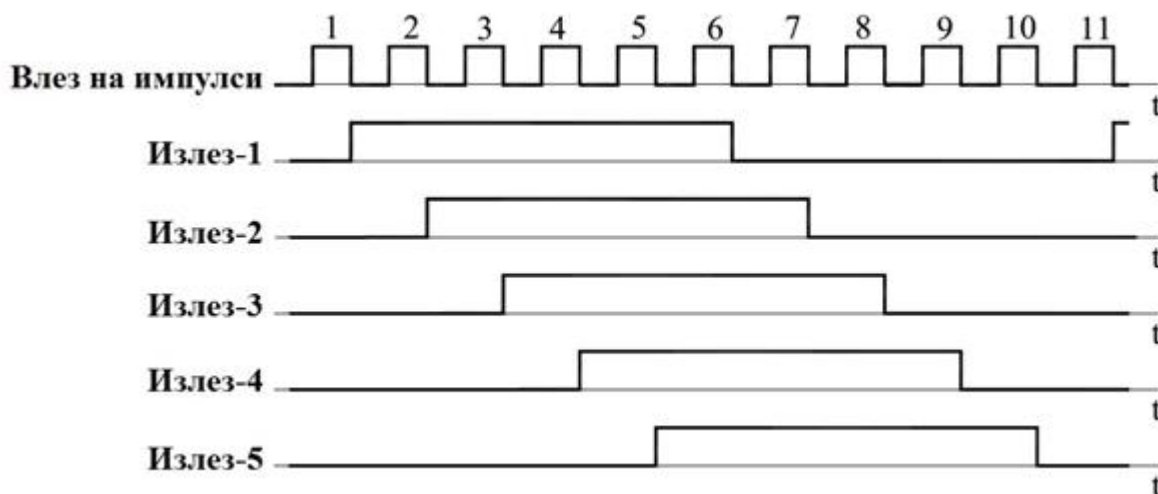 1 2 3 4 5 6 7 8 9 10 11
Влез на импулси
t
Излез-1
t
Излез-2
t
Излез-3
t
Излез-4
t
Излез-5
t